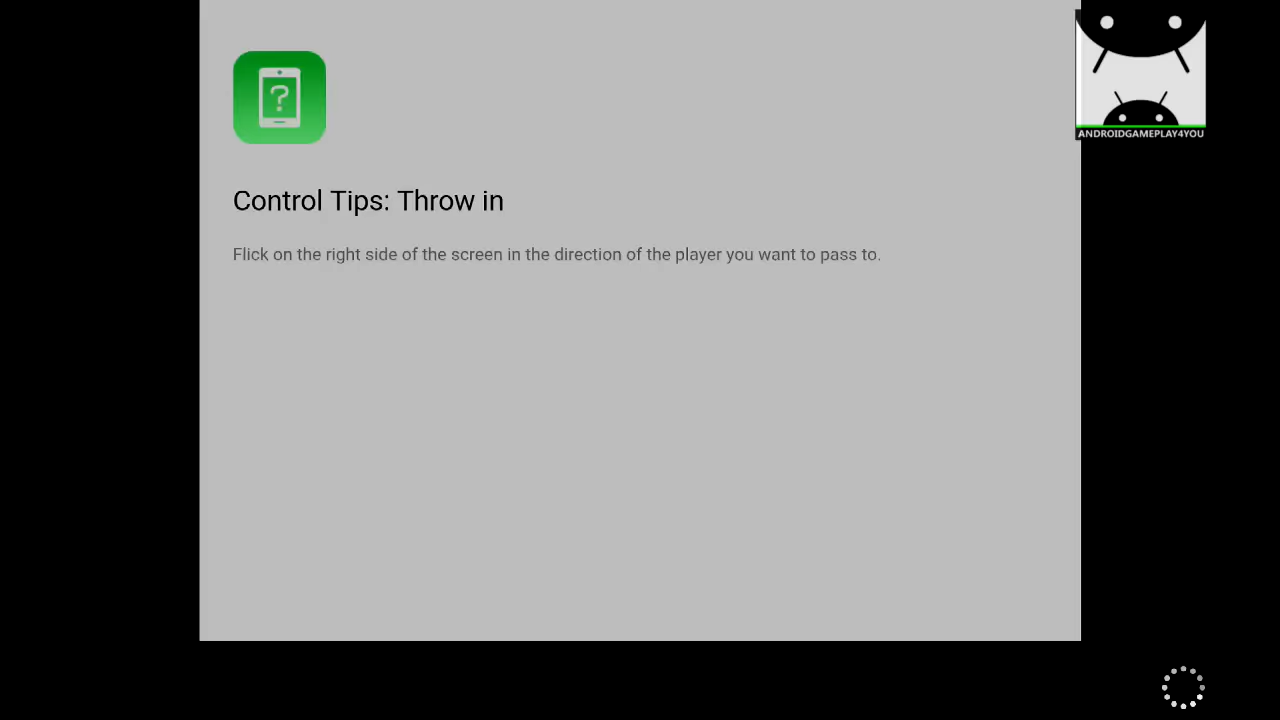 ANDROIDGAMEPLAY4YOU
?
Control Tips: Throw in
Flick on the right side of the screen in the direction of the player you want to pass to.